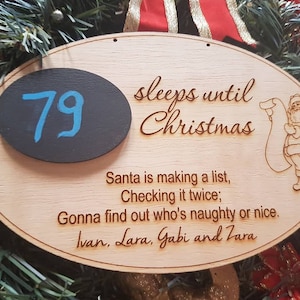 79
sleeps until
Christmas
Santa is making a list,
Checking it twice;
Gonna find out who's naughty or nice.
Ivan, Lara, Gabi and Zara